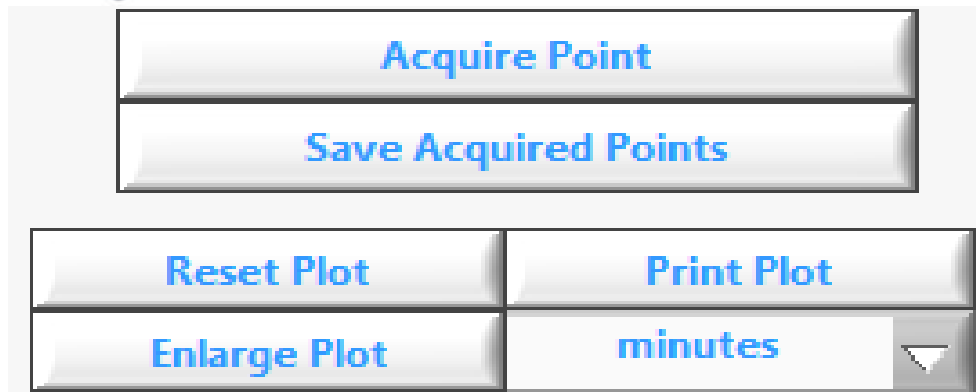 Acquire Point
Save Acquired Points
Reset Plot
Print Plot
Enlarge Plot
minutes